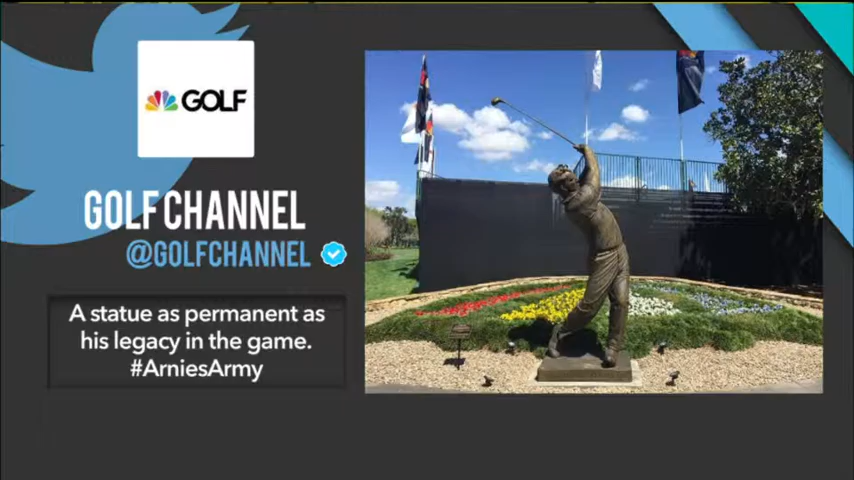 GOLF
GOLF CHANNEL
@GOLFCHANNEL
A statue as permanent as
his legacy in the game.
#ArniesArmy